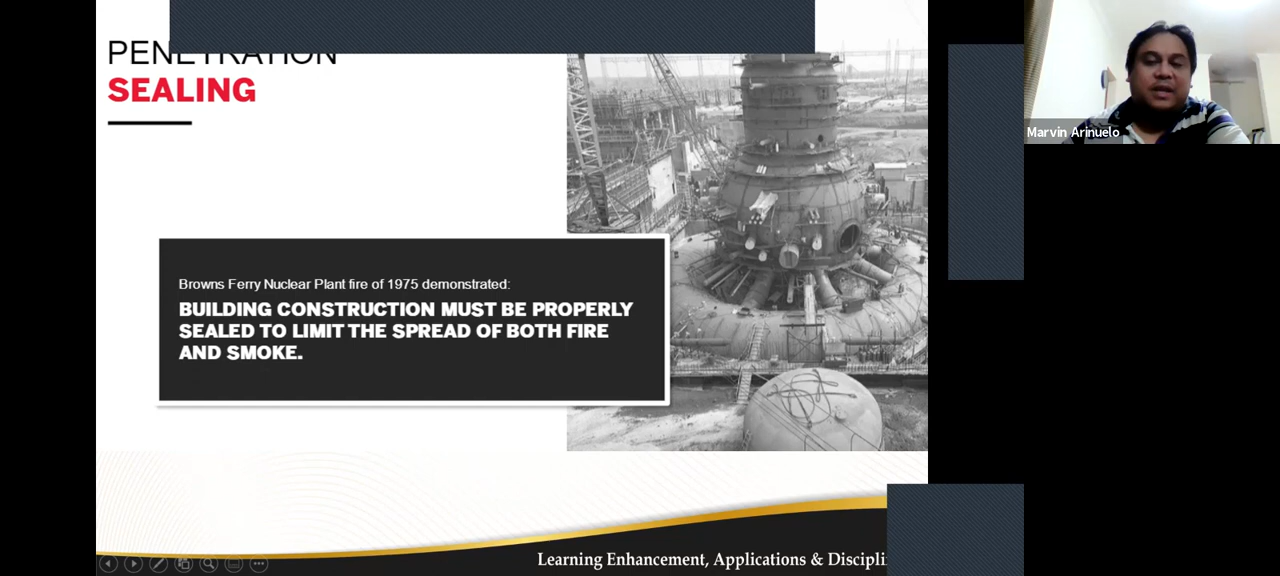 PENETRATION
SEALING
Marvin Arinuelo
Browns Ferry Nuclear Plant fire of 1975 demonstrated:
BUILDING CONSTRUCTION MUST BE PROPERLY
SEALED TO LIMIT THE SPREAD OF BOTH FIRE
AND SMOKE.
Learning Enhancement, Applications &